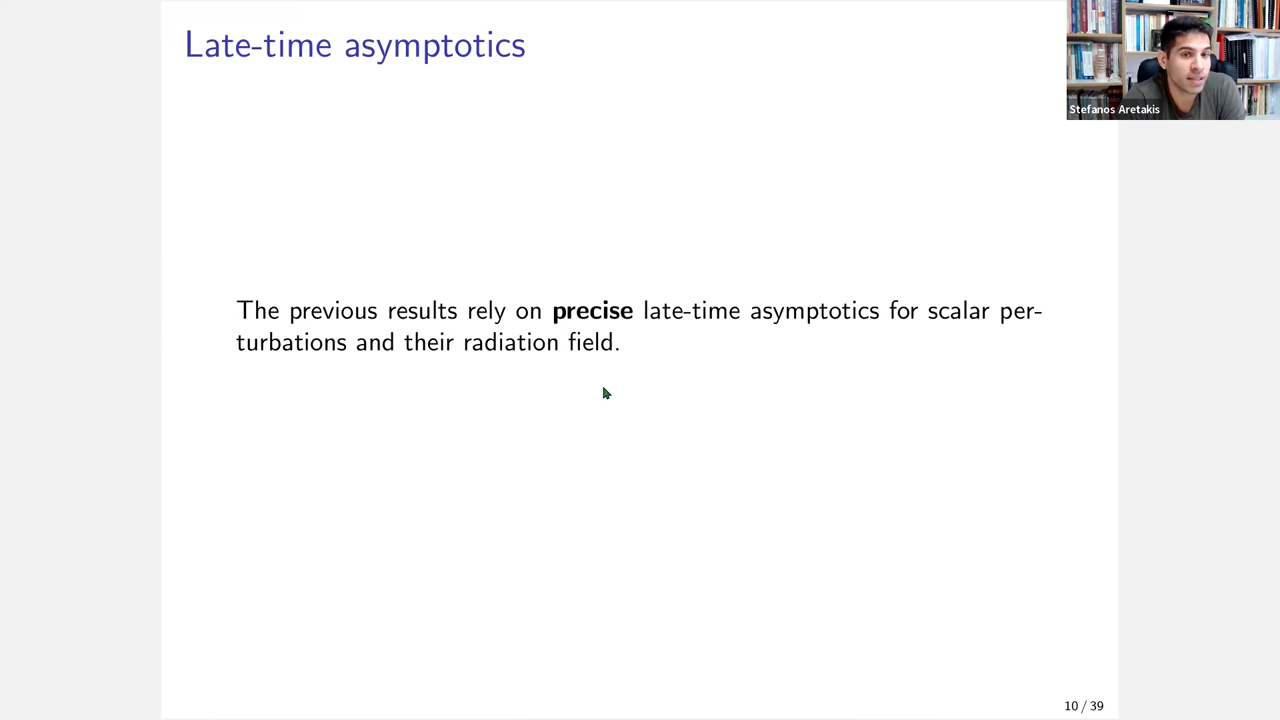 Late-time asymptotics
Stefanos Aretakis
The previous results rely on precise late-time asymptotics for scalar per-
turbations and their radiation field.
10 / 39